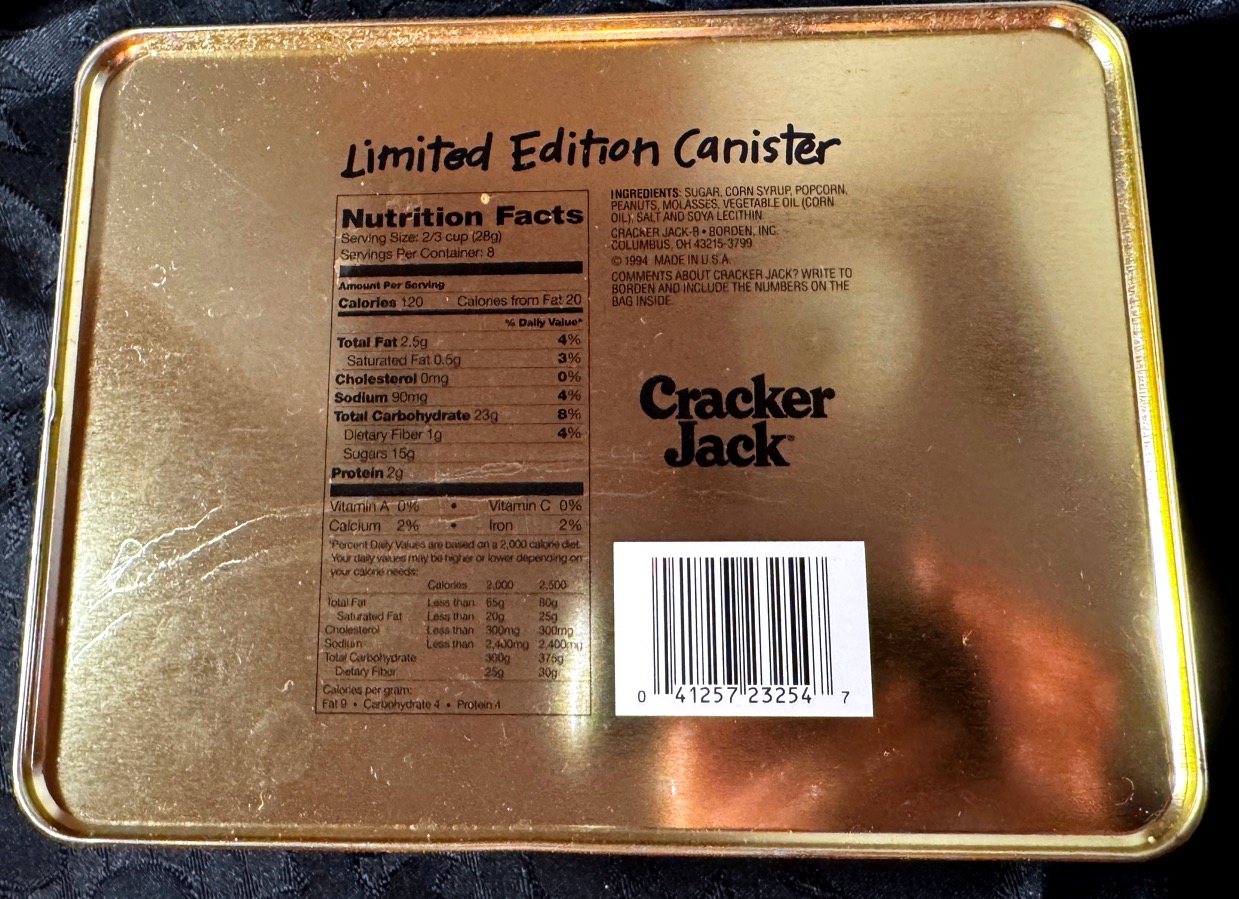 Limited Edition Canister
Nutrition Facts
Serving Size: 2/3 cup (28g)
Servings Per Container: 8
Amount Per Serving
Calories 120 Calories from Fat 20
% Daily Value*
Total Fat 2.5g 4%
Saturated Fat 0.5g 3%
Cholesterol 0mg 0%
Sodium 90mg 4%
Total Carbohydrate 23g 8%
Dietary Fiber 1g 4%
Sugars 15g
Protein 2g
Vitamin A 0% • Vitamin C 0%
Calcium 2% • Iron 2%
*Percent Daily Values are based on a 2,000 calorie diet.
Your daily values may be higher or lower depending on
your calorie needs:
Calories 2,000 2,500
Total Fat Less than 65g 80g
Saturated Fat Less than 20g 25g
Cholesterol Less than 300mg 300mg
Sodium Less than 2,400mg 2,400mg
Total Carbohydrate 300g 375g
Dietary Fiber 25g 30g
Calories per gram:
Fat 9 • Carbohydrate 4 • Protein 4
INGREDIENTS: SUGAR, CORN SYRUP, POPCORN,
PEANUTS, MOLASSES, VEGETABLE OIL (CORN
OIL), SALT AND SOYA LECITHIN.
CRACKER JACK-B • BORDEN, INC.
COLUMBUS, OH 43215-3799
© 1994 MADE IN U.S.A.
COMMENTS ABOUT CRACKER JACK? WRITE TO
BORDEN AND INCLUDE THE NUMBERS ON THE
BAG INSIDE.
Cracker
Jack®
0 41257 23254 7